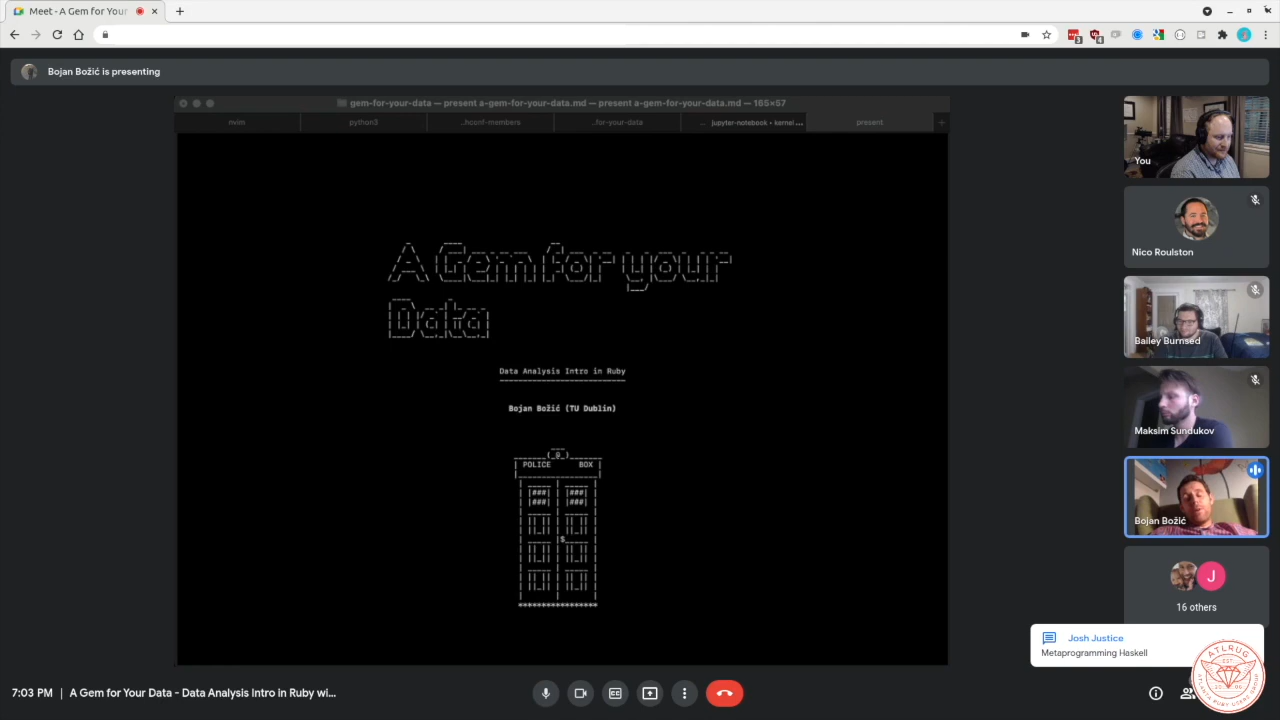 Meet - A Gem for Your
Bojan Božić is presenting
gem-for-your-data — present a-gem-for-your-data.md — present a-gem-for-your-data.md — 165×57
nvim
python3
..hconf-members
..for-your-data
... jupyter-notebook • kernel ...
present
A Gem for your
Data
Data Analysis Intro in Ruby
Bojan Božić (TU Dublin)
POLICE BOX
You
Nico Roulston
Bailey Burnsed
Maksim Sundukov
Bojan Božić
J
16 others
Josh Justice
Metaprogramming Haskell
7:03 PM | A Gem for Your Data - Data Analysis Intro in Ruby wi...
ATLRUG
ATLANTA RUBY USERS GROUP